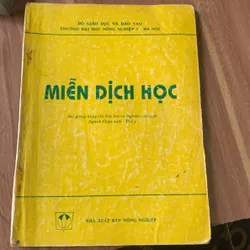 BỘ GIÁO DỤC VÀ ĐÀO TẠO
TRƯỜNG ĐẠI HỌC NÔNG NGHIỆP I - HÀ NỘI
MIỄN DỊCH HỌC
NHÀ XUẤT BẢN NÔNG NGHIỆP